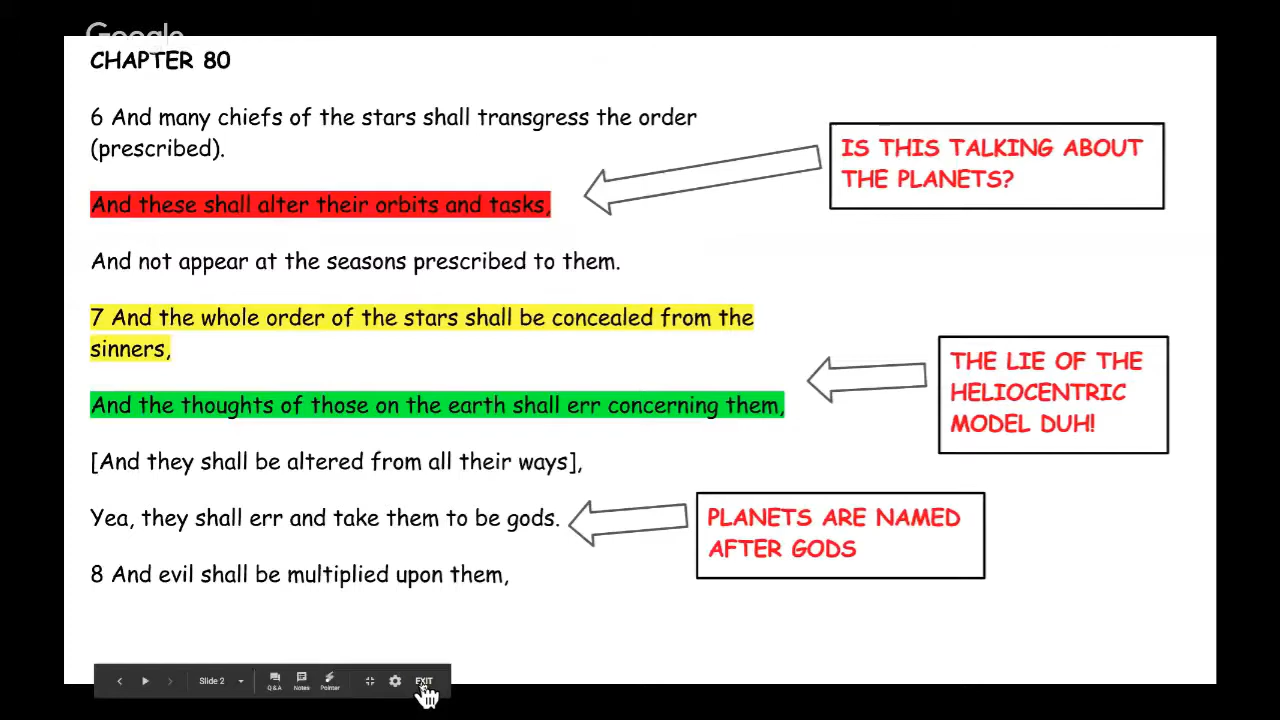 Google
CHAPTER 80
6 And many chiefs of the stars shall transgress the order
(prescribed).
And these shall alter their orbits and tasks,
And not appear at the seasons prescribed to them.
7 And the whole order of the stars shall be concealed from the
sinners,
And the thoughts of those on the earth shall err concerning them,
[And they shall be altered from all their ways],
Yea, they shall err and take them to be gods.
8 And evil shall be multiplied upon them,
IS THIS TALKING ABOUT
THE PLANETS?
THE LIE OF THE
HELIOCENTRIC
MODEL DUH!
PLANETS ARE NAMED
AFTER GODS
Slide 2
Q&A
Notes
Pointer
EXIT